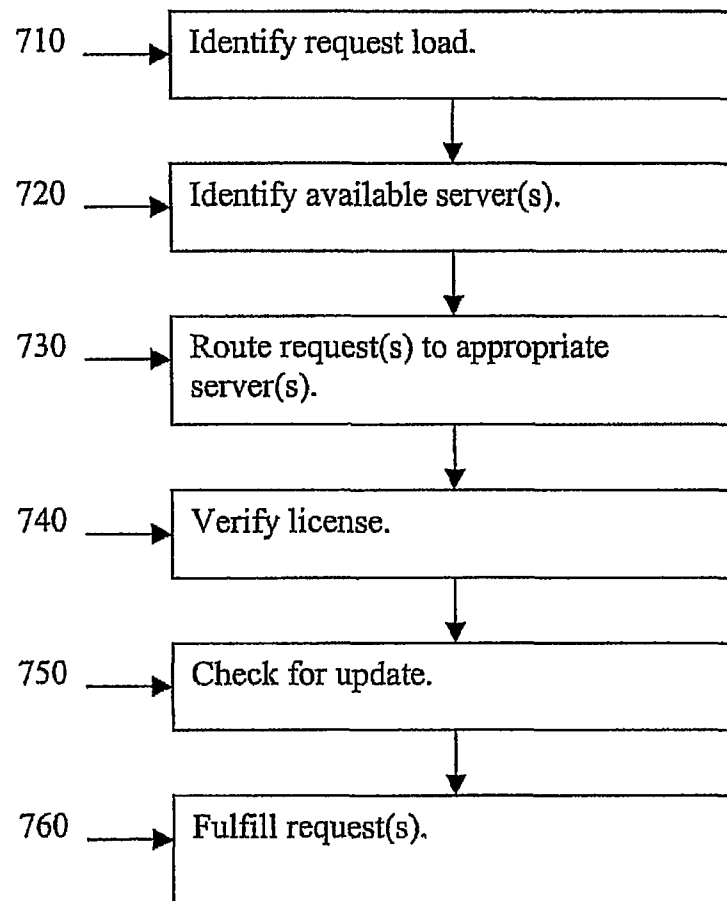 710
Identify request load.
720
Identify available server(s).
730
Route request(s) to appropriate
server(s).
740
Verify license.
750
Check for update.
760
Fulfill request(s).